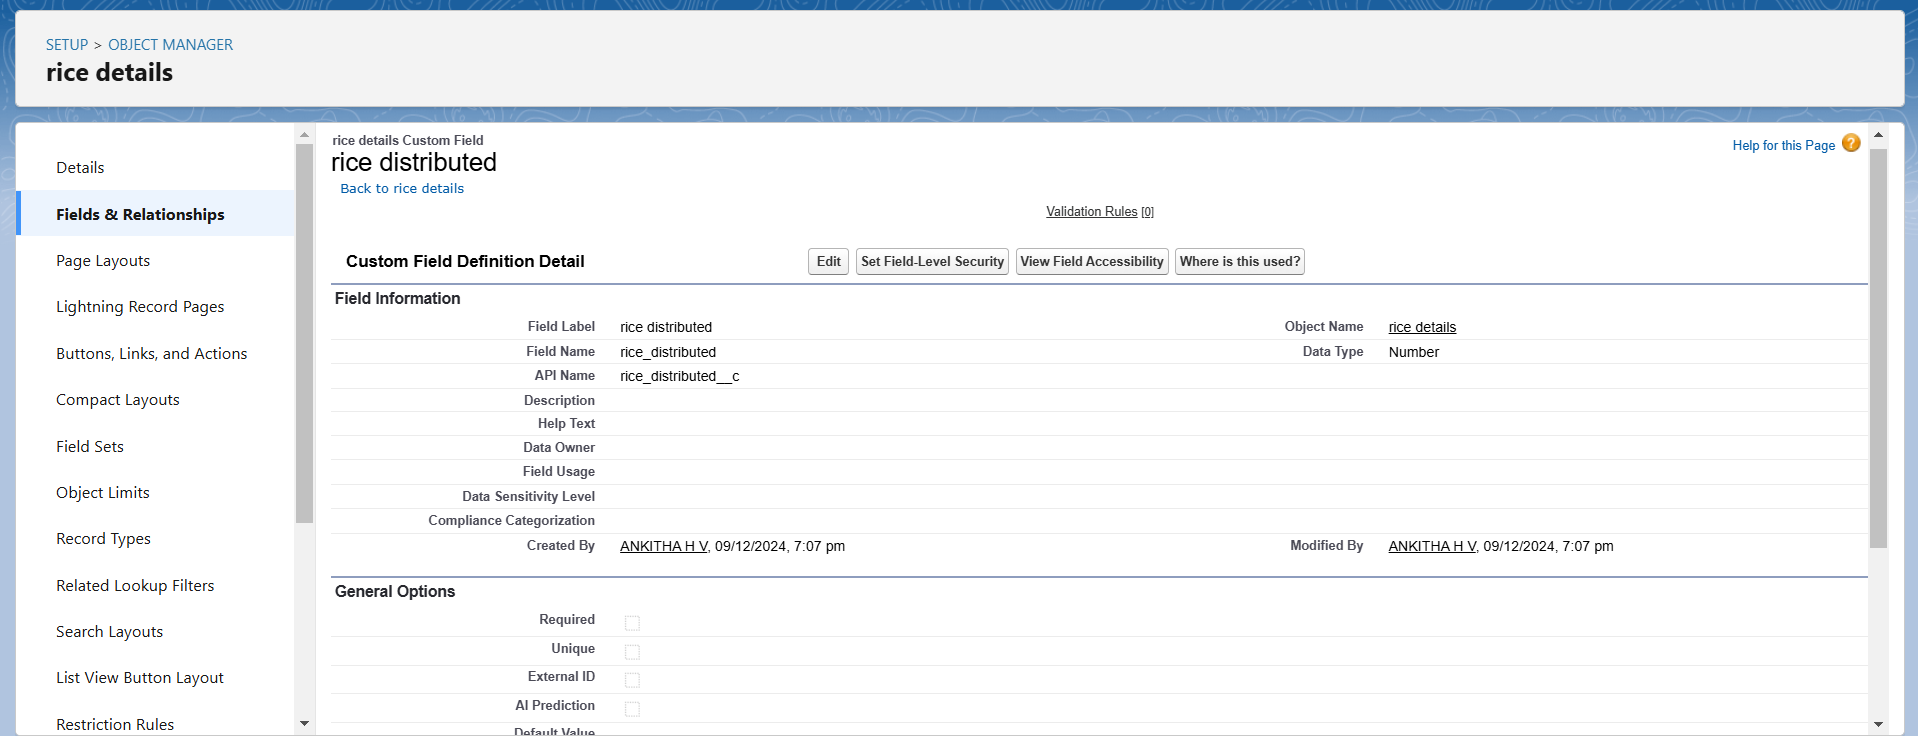 SETUP > OBJECT MANAGER
rice details
Details
Fields & Relationships
Page Layouts
Lightning Record Pages
Buttons, Links, and Actions
Compact Layouts
Field Sets
Object Limits
Record Types
Related Lookup Filters
Search Layouts
List View Button Layout
Restriction Rules
rice details Custom Field
rice distributed
Back to rice details
Help for this Page ?
Validation Rules [0]
Custom Field Definition Detail Edit Set Field-Level Security View Field Accessibility Where is this used?
Field Information
Field Label rice distributed Object Name rice details
Field Name rice_distributed Data Type Number
API Name rice_distributed__c
Description
Help Text
Data Owner
Field Usage
Data Sensitivity Level
Compliance Categorization
Created By ANKITHA H V, 09/12/2024, 7:07 pm Modified By ANKITHA H V, 09/12/2024, 7:07 pm
General Options
Required
Unique
External ID
AI Prediction
Default Value